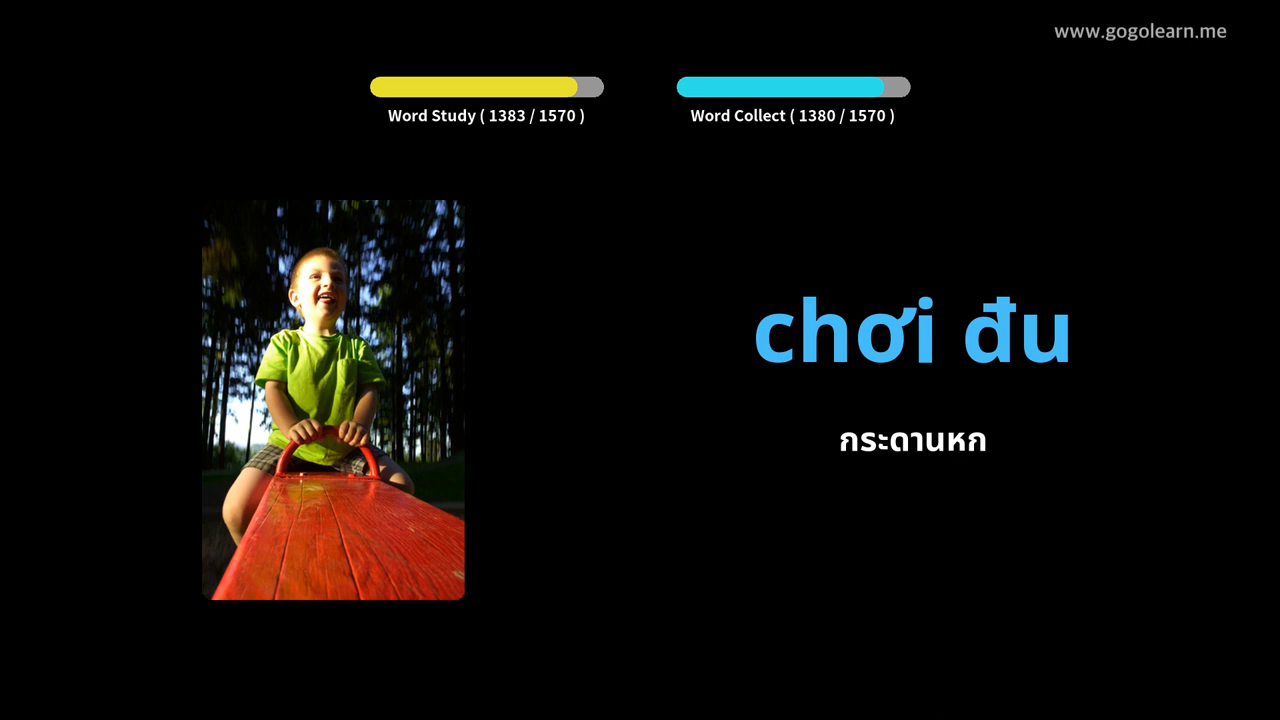 www.gogolearn.me
Word Study ( 1383 / 1570 )
Word Collect ( 1380 / 1570 )
chơi đu
กระดานหก